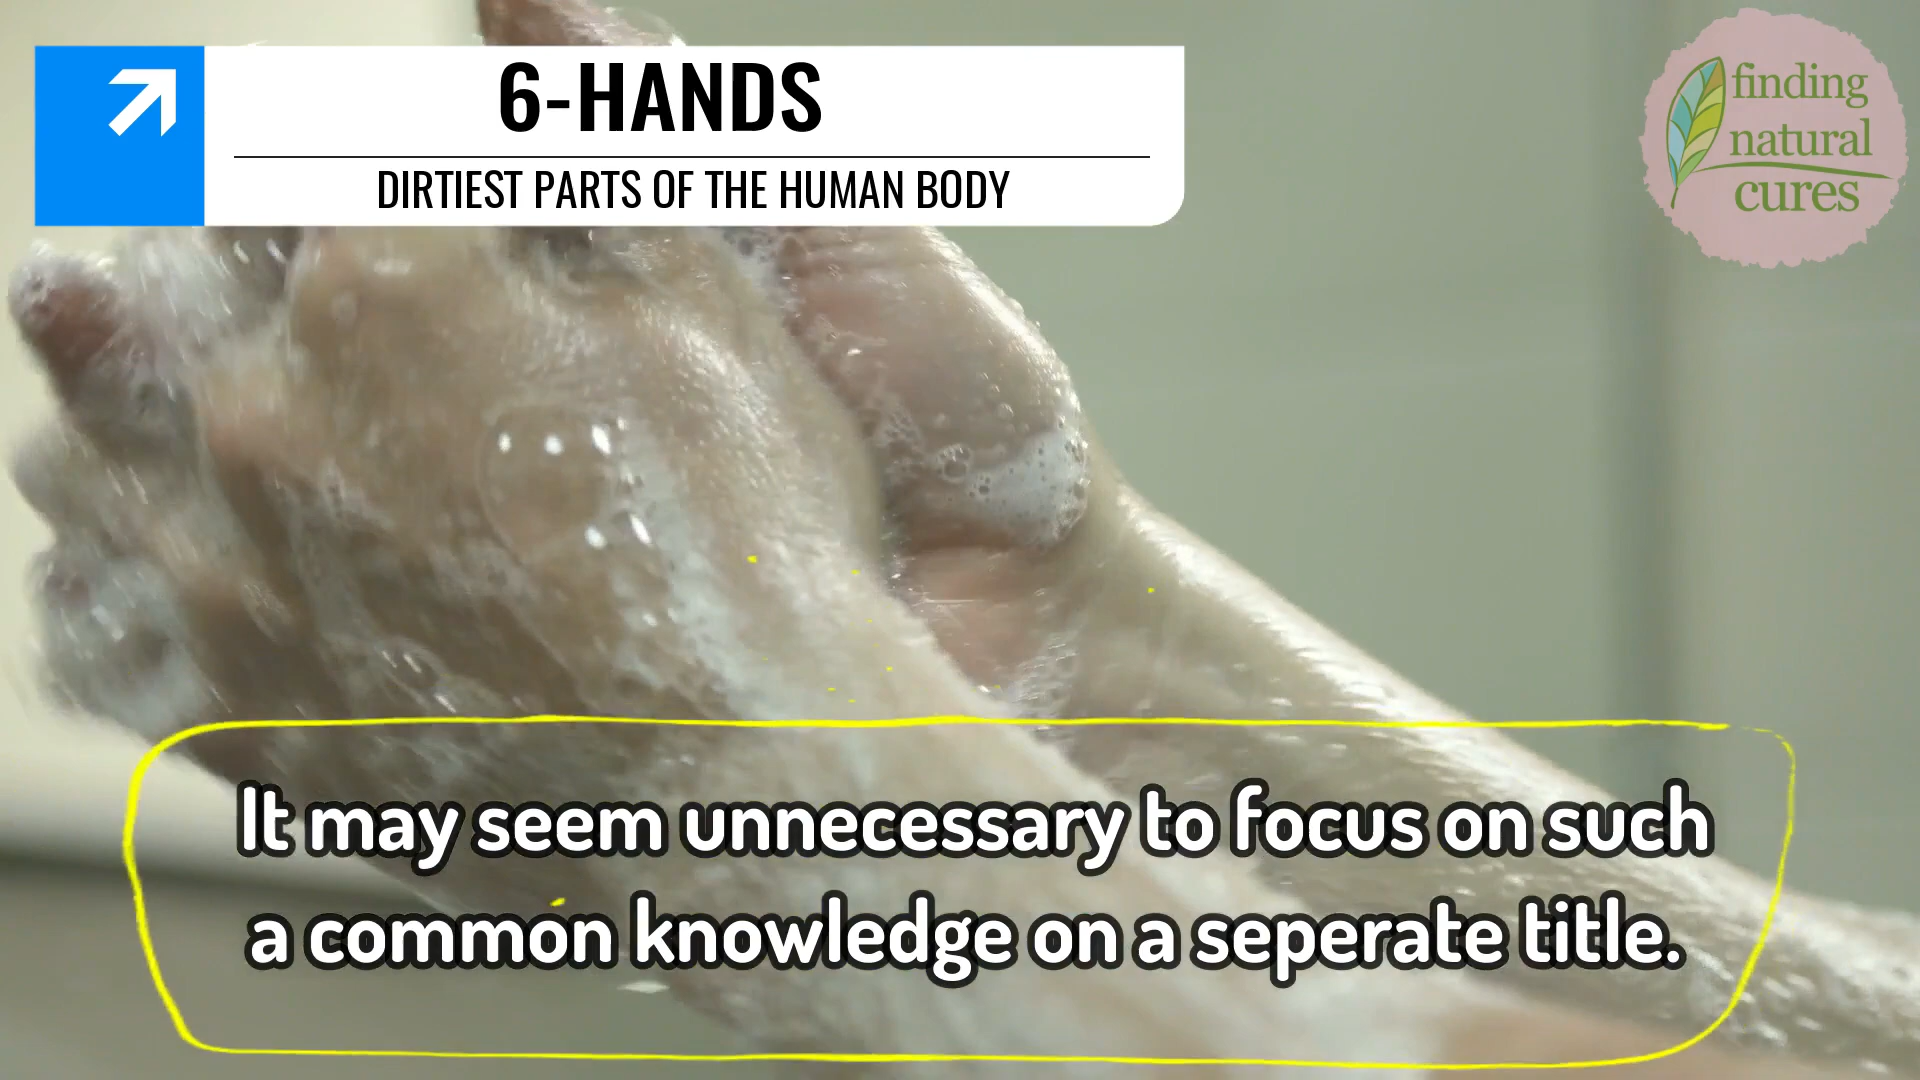 6-HANDS
DIRTIEST PARTS OF THE HUMAN BODY
finding
natural
cures
It may seem unnecessary to focus on such
a common knowledge on a seperate title.